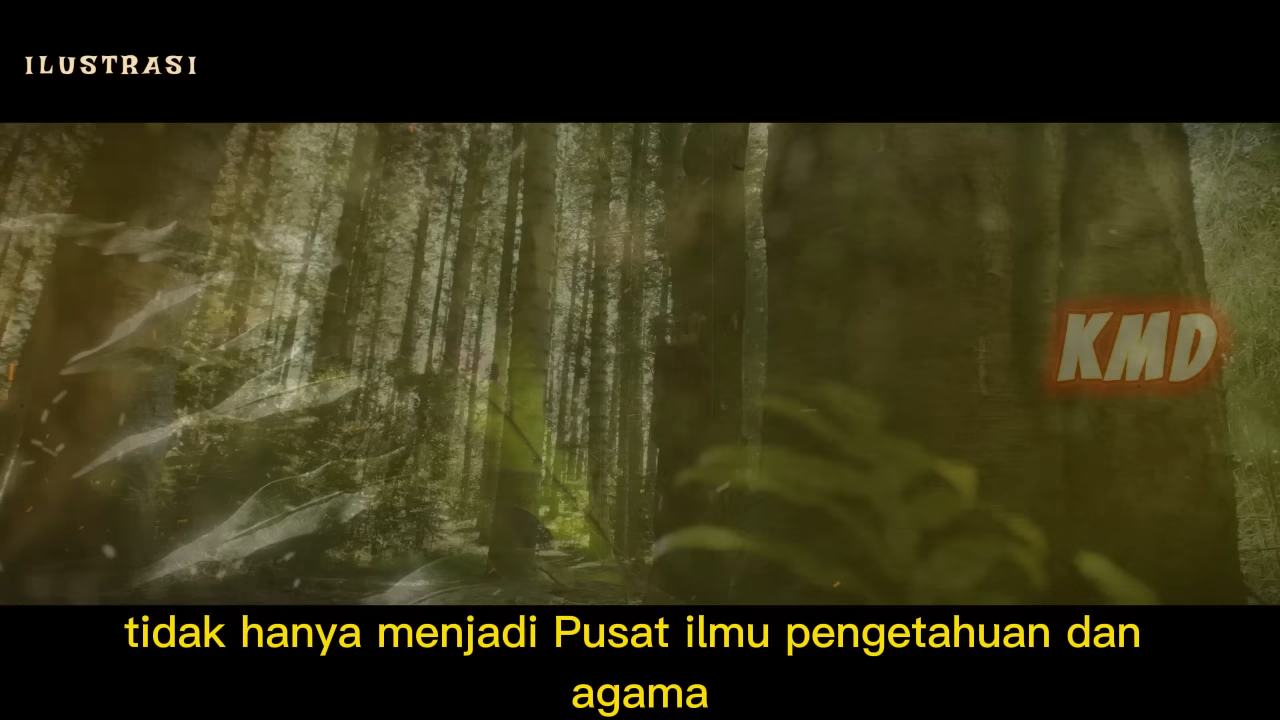 ILUSTRASI
KMD
tidak hanya menjadi Pusat ilmu pengetahuan dan
agama